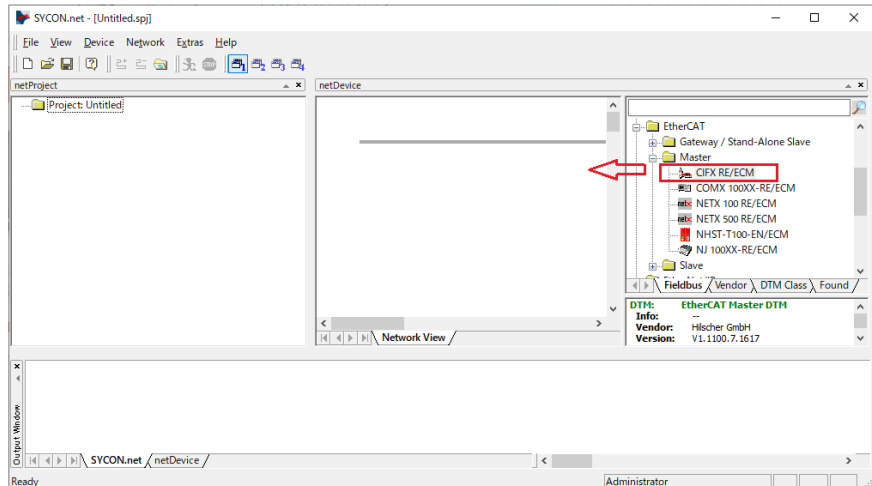 SYCON.net - [Untitled.spj]
File View Device Network Extras Help
netProject
netDevice
Project: Untitled
EtherCAT
Gateway / Stand-Alone Slave
Master
CIFX RE/ECM
COMX 100XX-RE/ECM
NETX 100 RE/ECM
NETX 500 RE/ECM
NHST-T100-EN/ECM
NJ 100XX-RE/ECM
Slave
Fieldbus Vendor DTM Class Found
DTM: EtherCAT Master DTM
Info: --
Vendor: Hilscher GmbH
Version: V1.1100.7.1617
Network View
Output Window
SYCON.net netDevice
Ready
Administrator